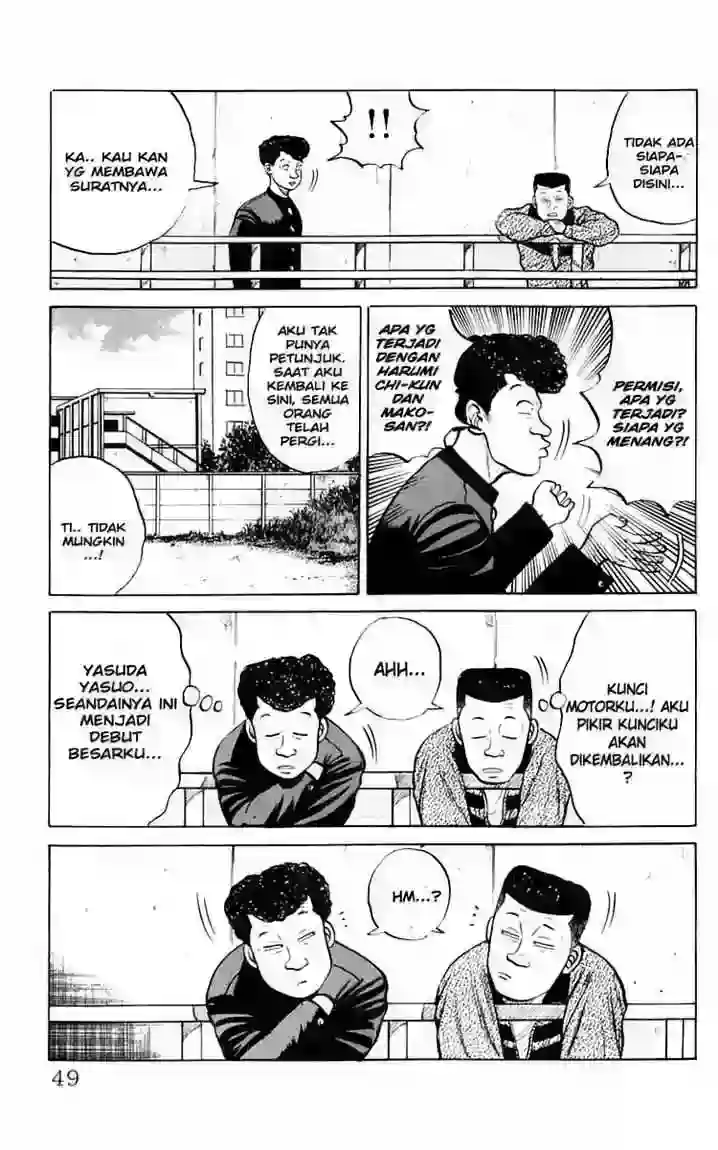 TIDAK ADA
SIAPA-
SIAPA
DISINI...
!!
KA.. KAU KAN
YG MEMBAWA
SURATNYA...
PERMISI,
APA YG
TERJADI?
SIAPA YG
MENANG?!
APA YG
TERJADI
DENGAN
HARUMI
CHI-KUN
DAN
MAKO-
SAN?!
AKU TAK
PUNYA
PETUNJUK.
SAAT AKU
KEMBALI KE
SINI, SEMUA
ORANG
TELAH
PERGI...
TI.. TIDAK
MUNGKIN
...!
KUNCI
MOTORKU...! AKU
PIKIR KUNCIKU
AKAN
DIKEMBALIKAN...
?
AHH...
YASUDA
YASUO...
SEANDAINYA INI
MENJADI
DEBUT
BESARKU...
HM...?
49